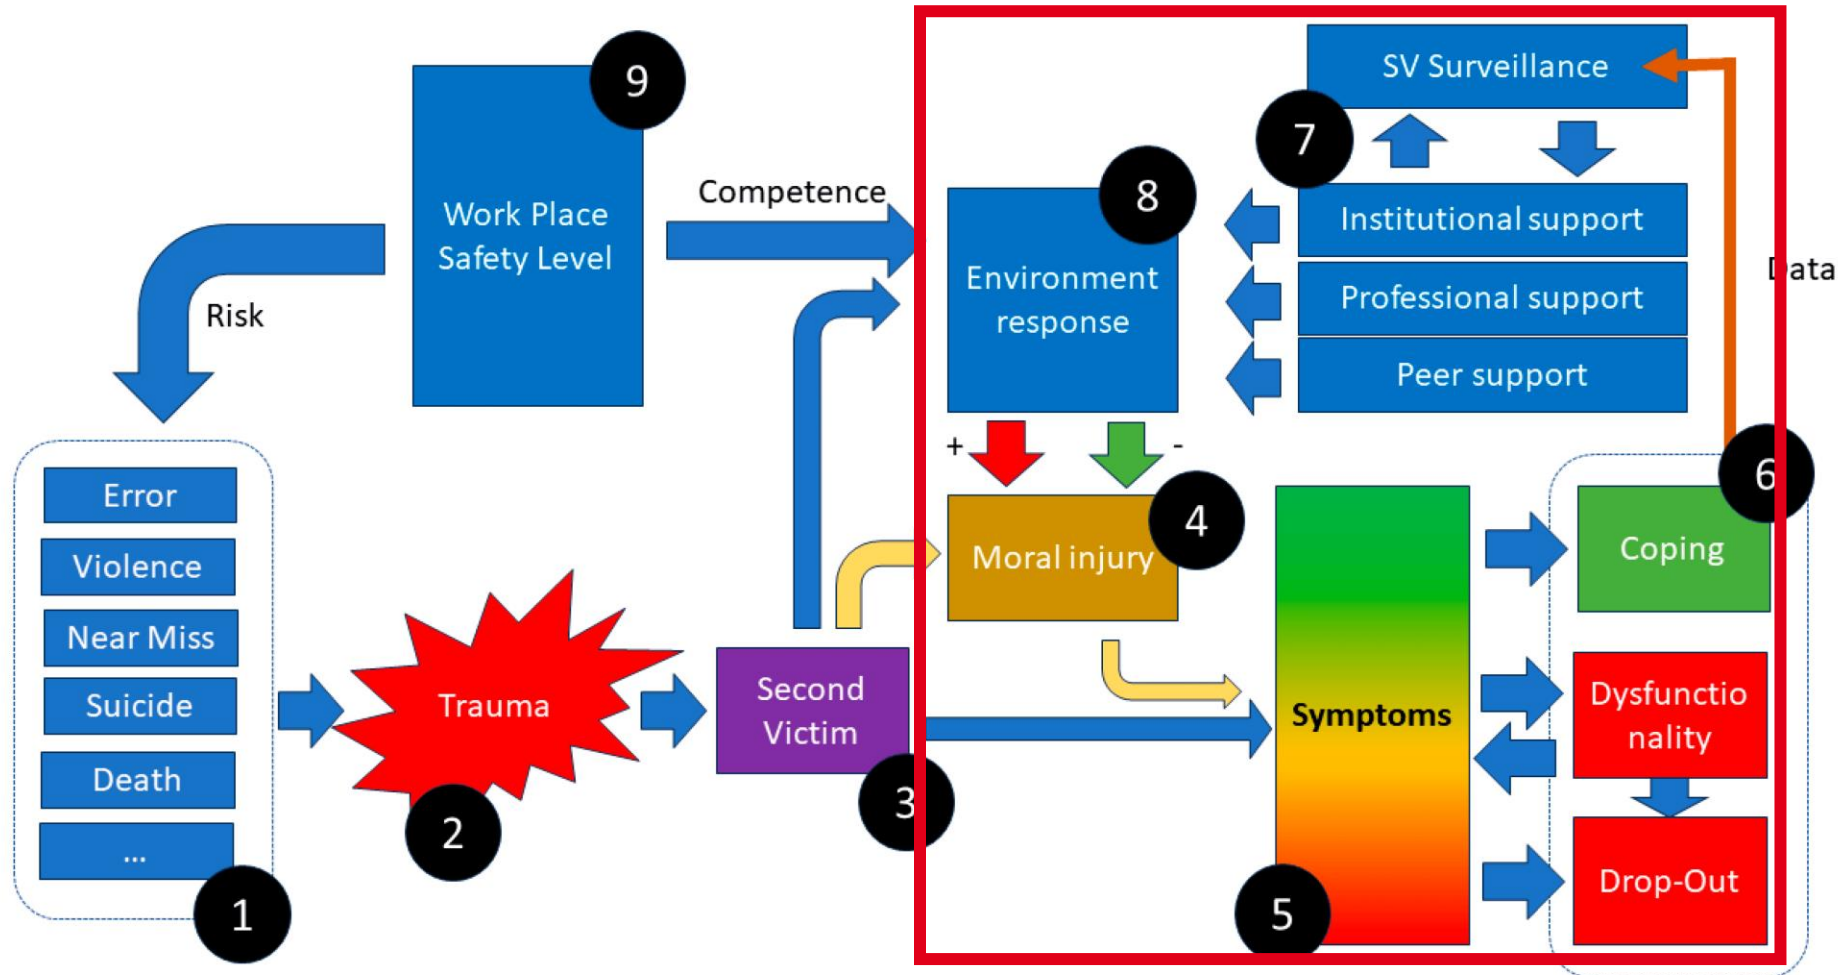 9
Work Place
Safety Level
Competence
Risk
SV Surveillance
7
8
Institutional support
Professional support
Peer support
Environment
response
Data
+
-
4
Moral injury
6
Coping
Error
Violence
Near Miss
Suicide
Death
...
1
Trauma
2
Second
Victim
3
Symptoms
5
Dysfunctio
nality
Drop-Out